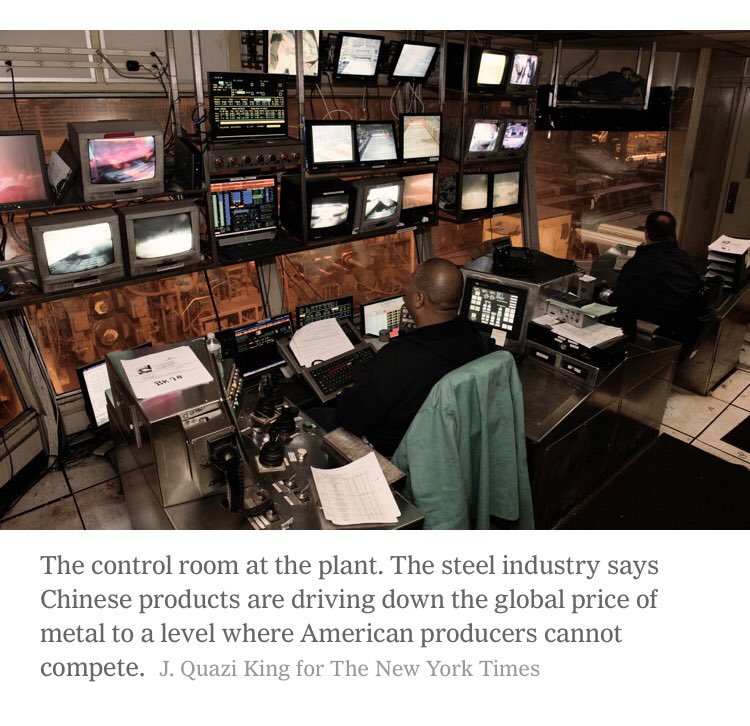 BK70
The control room at the plant. The steel industry says
Chinese products are driving down the global price of
metal to a level where American producers cannot
compete. J. Quazi King for The New York Times